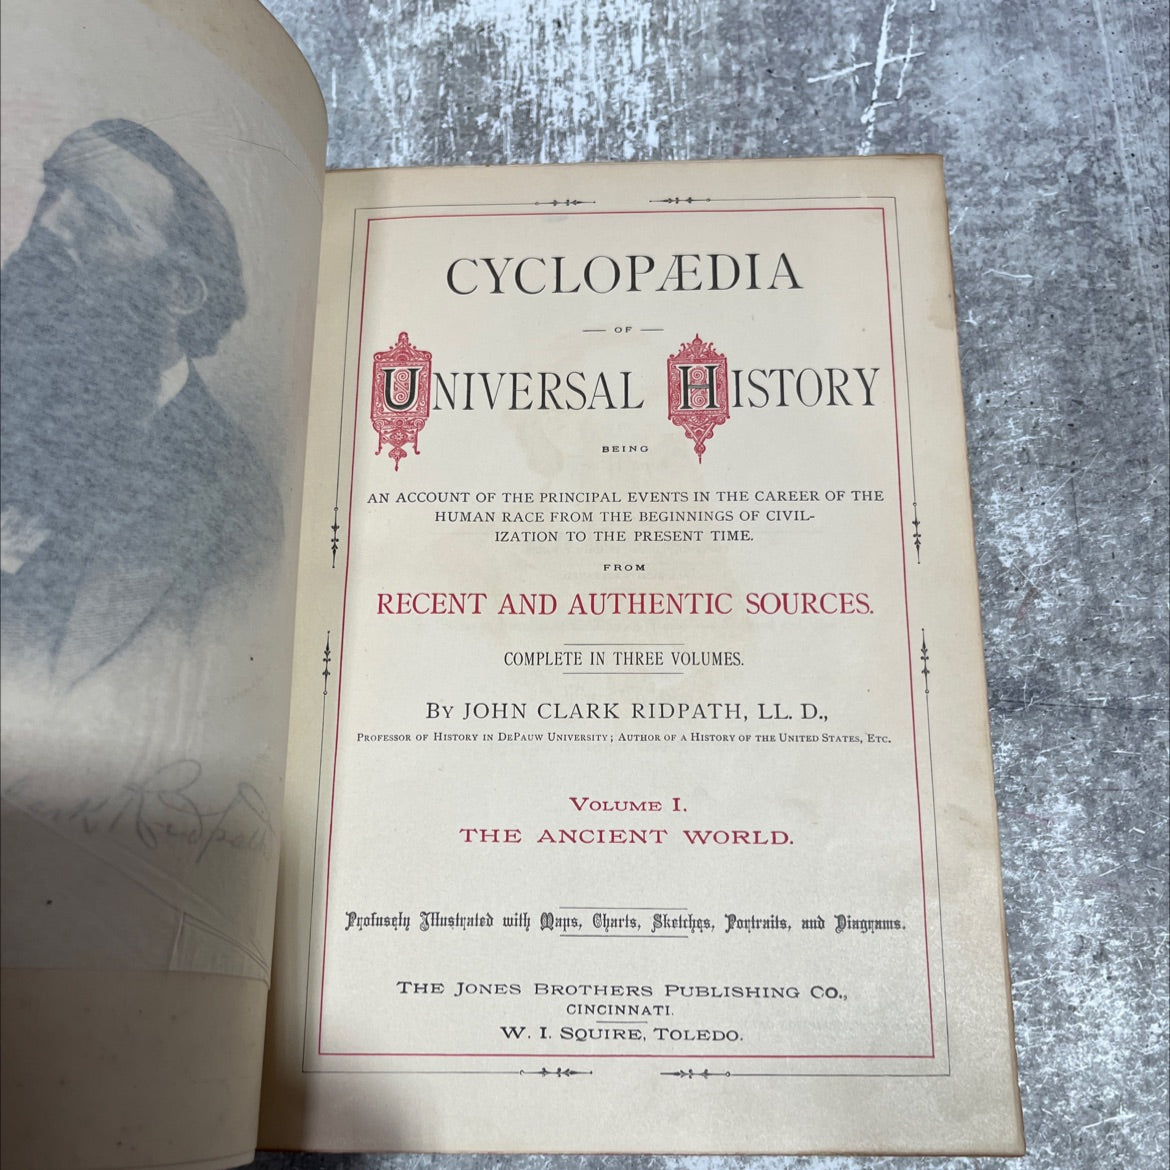 CYCLOPÆDIA
OF
UNIVERSAL HISTORY
BEING
AN ACCOUNT OF THE PRINCIPAL EVENTS IN THE CAREER OF THE
HUMAN RACE FROM THE BEGINNINGS OF CIVIL-
IZATION TO THE PRESENT TIME.
FROM
RECENT AND AUTHENTIC SOURCES.
COMPLETE IN THREE VOLUMES.
BY JOHN CLARK RIDPATH, LL. D.,
PROFESSOR OF HISTORY IN DEPAUW UNIVERSITY; AUTHOR OF A HISTORY OF THE UNITED STATES, ETC.
VOLUME I.
THE ANCIENT WORLD.
Profusely Illustrated with Maps, Charts, Sketches, Portraits, and Diagrams.
THE JONES BROTHERS PUBLISHING CO.,
CINCINNATI.
W. I. SQUIRE, TOLEDO.
Ridpath